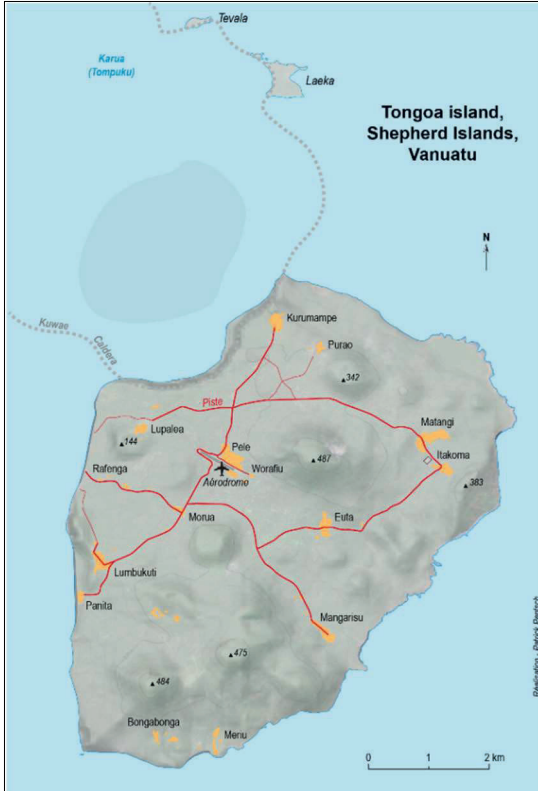 Tevala
Karua
(Tompuku)
Laeka
Tongoa island,
Shepherd Islands,
Vanuatu
N
Kuwae
Caldera
Kurumampe
Purao
342
Piste
Matangi
Lupalea
144
Pele
Itakoma
487
Rafenga
Worafiu
Aérodrome
383
Morua
Euta
Lumbukuti
Panita
Mangarisu
475
484
Bongabonga
Menu
0 1 2 km
Réalisation - Patrick